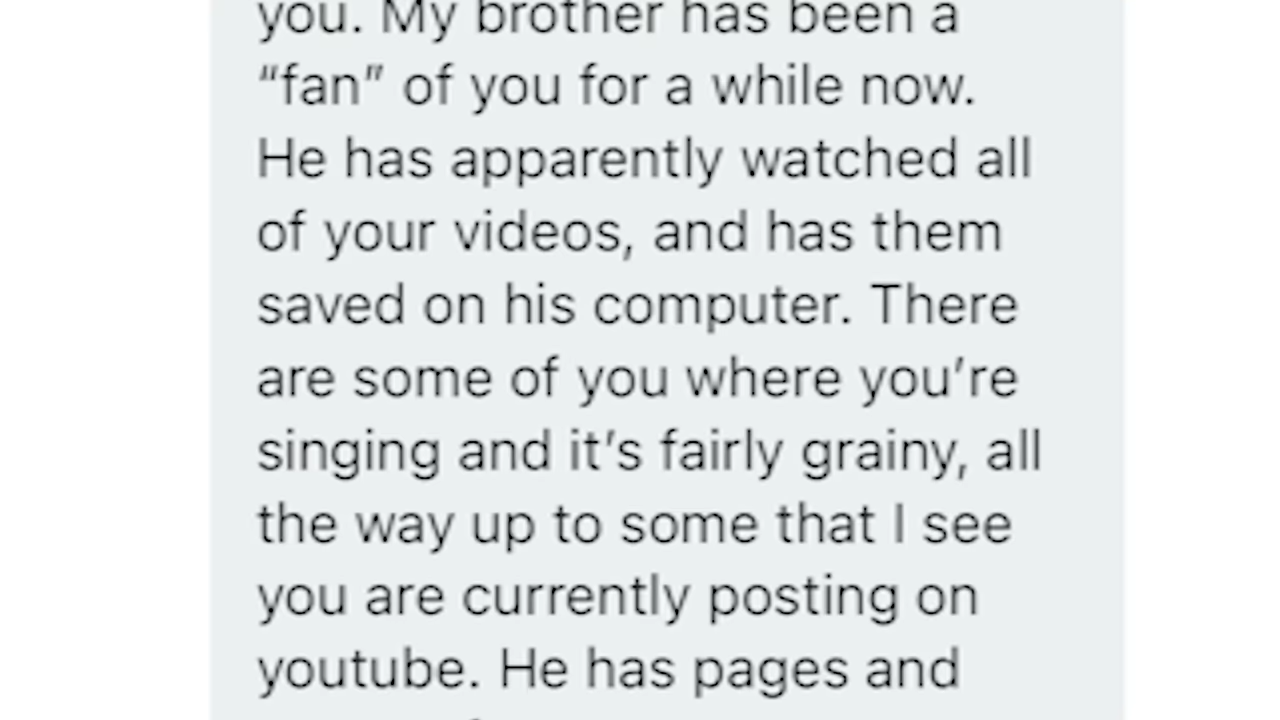 you. My brother has been a
“fan” of you for a while now.
He has apparently watched all
of your videos, and has them
saved on his computer. There
are some of you where you’re
singing and it’s fairly grainy, all
the way up to some that I see
you are currently posting on
youtube. He has pages and